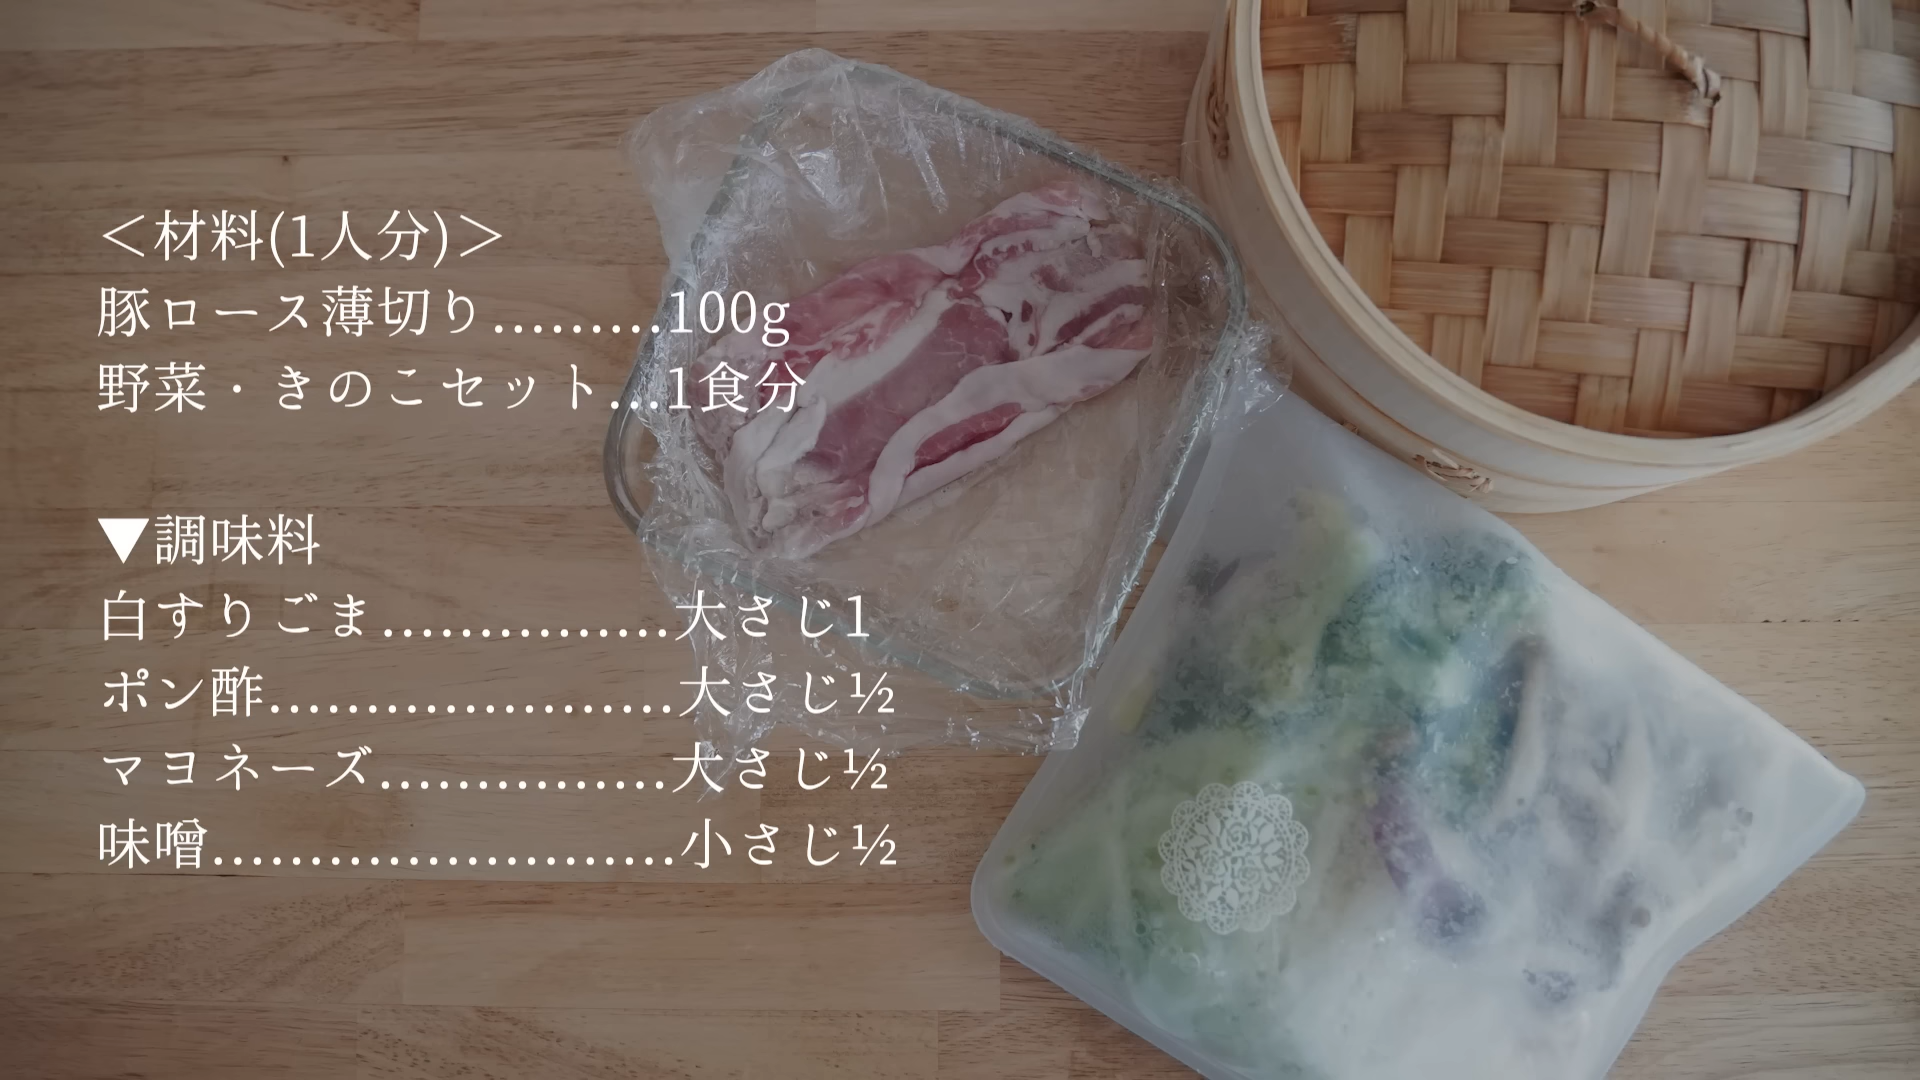 ＜材料(1人分)＞
豚ロース薄切り.........100g
野菜・きのこセット...1食分
▼調味料
白すりごま...............大さじ1
ポン酢.....................大さじ½
マヨネーズ...............大さじ½
味噌........................小さじ½